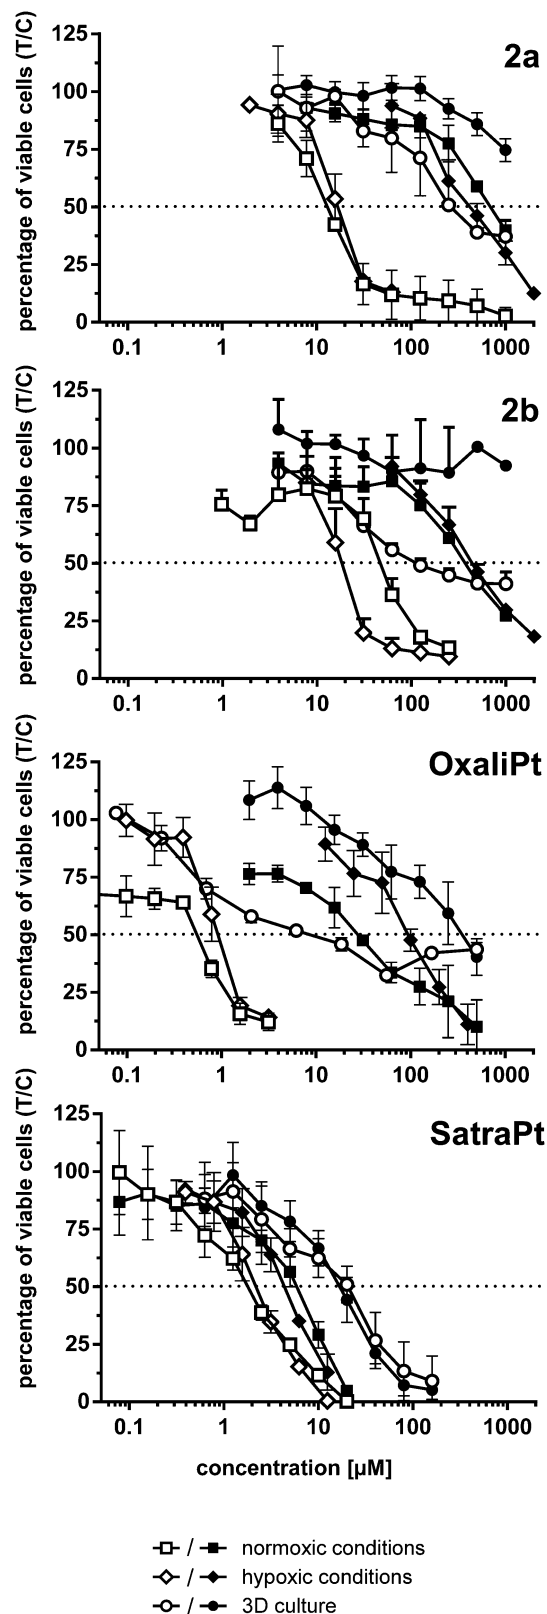 2a
percentage of viable cells (T/C)
125
100
75
50
25
0
0.1 1 10 100 1000
2b
percentage of viable cells (T/C)
125
100
75
50
25
0
0.1 1 10 100 1000
OxaliPt
percentage of viable cells (T/C)
125
100
75
50
25
0
0.1 1 10 100 1000
SatraPt
percentage of viable cells (T/C)
125
100
75
50
25
0
0.1 1 10 100 1000
concentration [µM]
/ normoxic conditions
/ hypoxic conditions
/ 3D culture